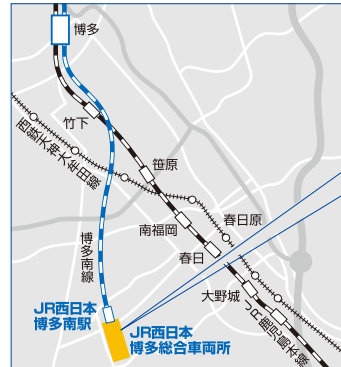 博多
竹下
西鉄天神大牟田線
笹原
春日原
南福岡
春日
博多南線
大野城
JR鹿児島本線
JR西日本
博多南駅
JR西日本
博多総合車両所